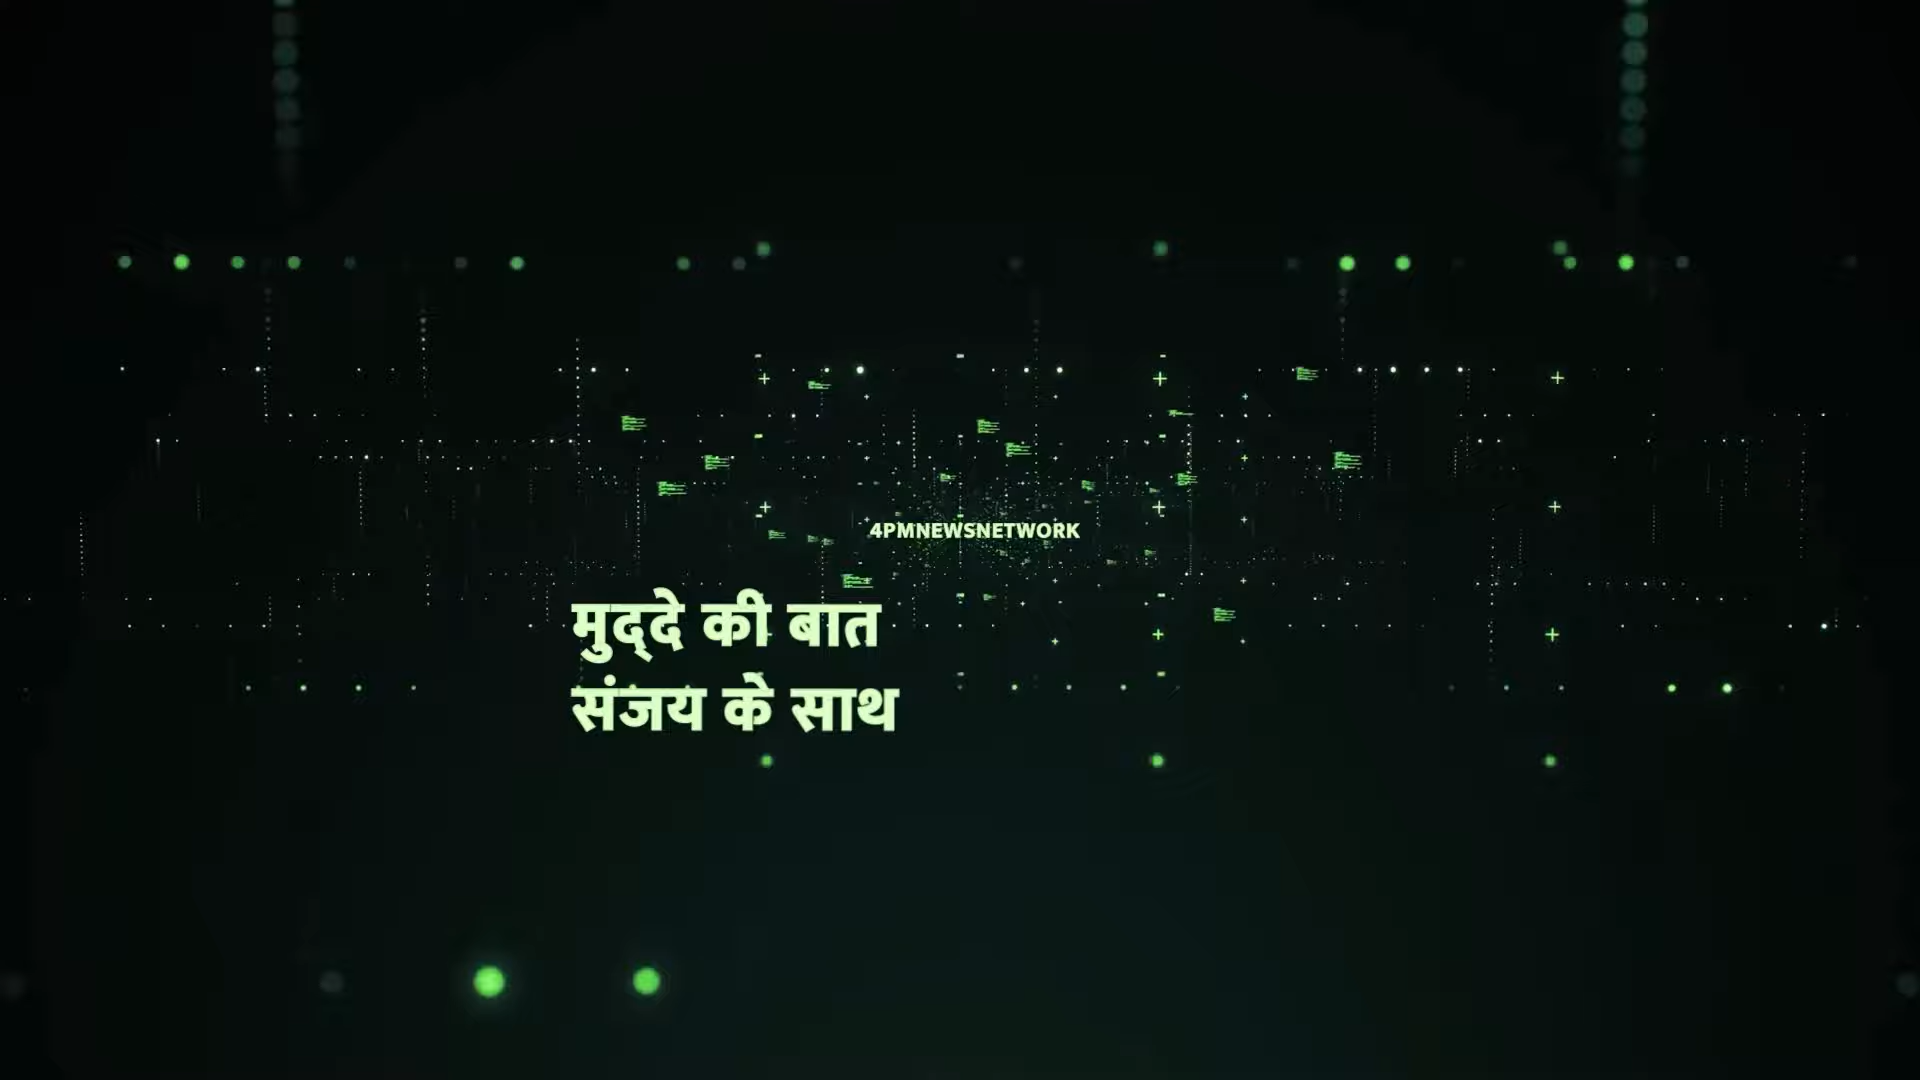 4PMNEWSNETWORK
मुद्दे की बात
संजय के साथ